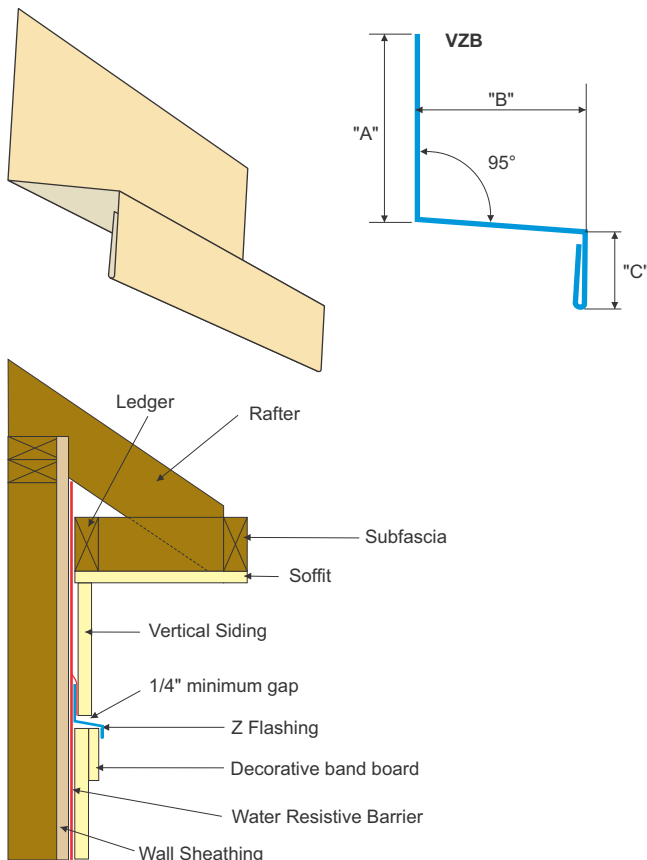 VZB
"B"
"A"
95°
"C'
Ledger
Rafter
Subfascia
Soffit
Vertical Siding
1/4" minimum gap
Z Flashing
Decorative band board
Water Resistive Barrier
Wall Sheathing